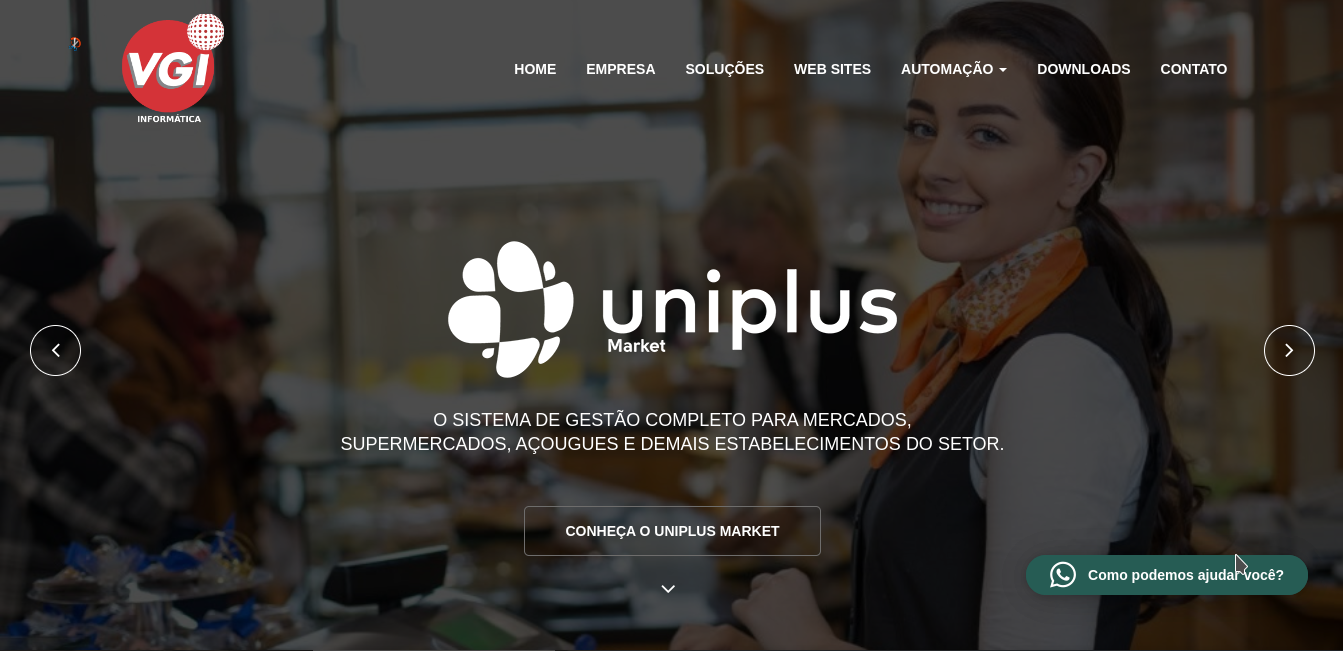 VGI
INFORMÁTICA
HOME EMPRESA SOLUÇÕES WEB SITES AUTOMAÇÃO DOWNLOADS CONTATO
uniplus
Market
O SISTEMA DE GESTÃO COMPLETO PARA MERCADOS,
SUPERMERCADOS, AÇOUGUES E DEMAIS ESTABELECIMENTOS DO SETOR.
CONHEÇA O UNIPLUS MARKET
Como podemos ajudar você?